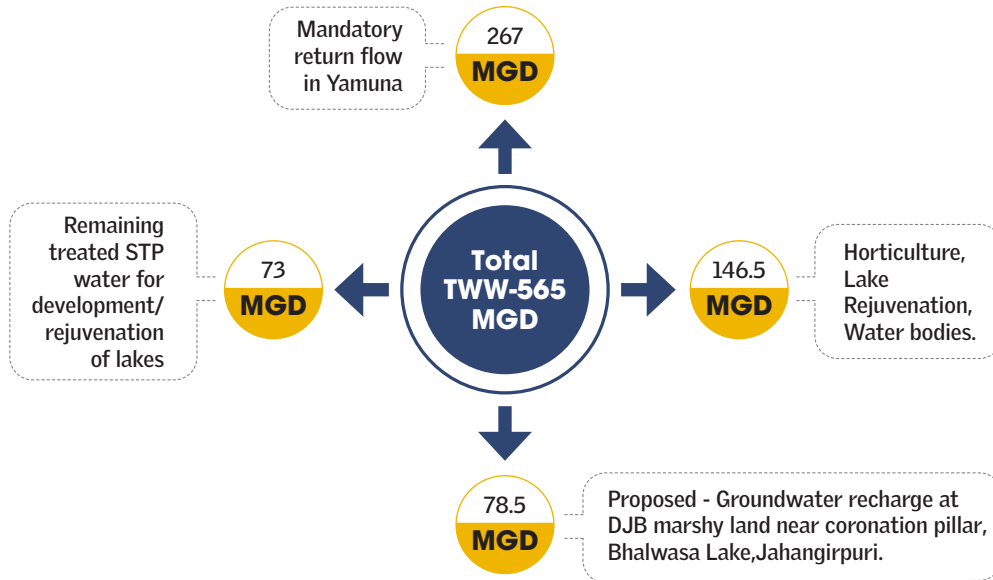 Mandatory
return flow
in Yamuna
267
MGD
Remaining
treated STP
water for
development/
rejuvenation
of lakes
73
MGD
Total
TWW-565
MGD
146.5
MGD
Horticulture,
Lake
Rejuvenation,
Water bodies.
78.5
MGD
Proposed - Groundwater recharge at
DJB marshy land near coronation pillar,
Bhalwasa Lake,Jahangirpuri.